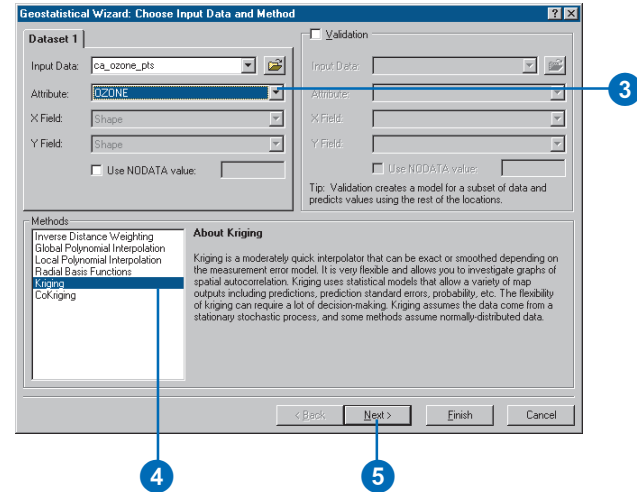 Geostatistical Wizard: Choose Input Data and Method
Dataset 1
Input Data: ca_ozone_pts
Attribute: OZONE
X Field: Shape
Y Field: Shape
Use NODATA value:
Validation
Input Data:
Attribute:
X Field:
Y Field:
Use NODATA value:
Tip: Validation creates a model for a subset of data and
predicts values using the rest of the locations.
3
Methods
Inverse Distance Weighting
Global Polynomial Interpolation
Local Polynomial Interpolation
Radial Basis Functions
Kriging
CoKriging
About Kriging
Kriging is a moderately quick interpolator that can be exact or smoothed depending on
the measurement error model. It is very flexible and allows you to investigate graphs of
spatial autocorrelation. Kriging uses statistical models that allow a variety of map
outputs including predictions, prediction standard errors, probability, etc. The flexibility
of kriging can require a lot of decision-making. Kriging assumes the data come from a
stationary stochastic process, and some methods assume normally-distributed data.
< Back
Next >
Finish
Cancel
4
5